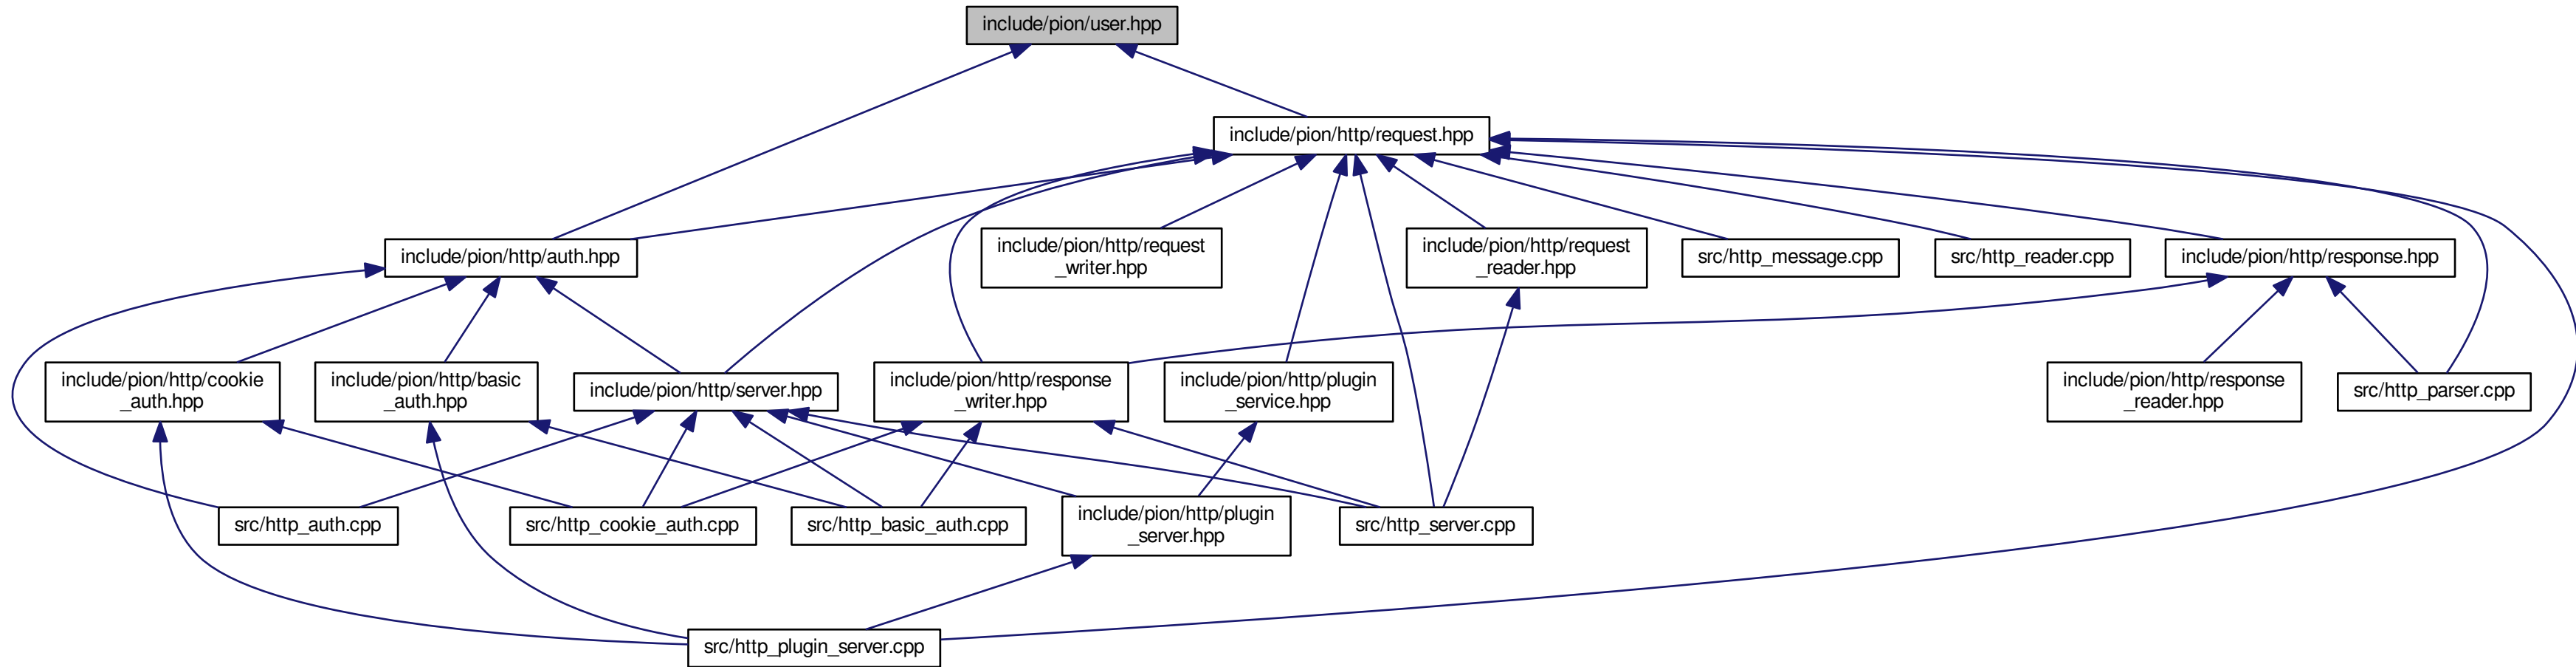 include/pion/user.hpp
include/pion/http/request.hpp
include/pion/http/auth.hpp
include/pion/http/request
_writer.hpp
include/pion/http/request
_reader.hpp
src/http_message.cpp
src/http_reader.cpp
include/pion/http/response.hpp
include/pion/http/cookie
_auth.hpp
include/pion/http/basic
_auth.hpp
include/pion/http/server.hpp
include/pion/http/response
_writer.hpp
include/pion/http/plugin
_service.hpp
include/pion/http/response
_reader.hpp
src/http_parser.cpp
src/http_auth.cpp
src/http_cookie_auth.cpp
src/http_basic_auth.cpp
include/pion/http/plugin
_server.hpp
src/http_server.cpp
src/http_plugin_server.cpp